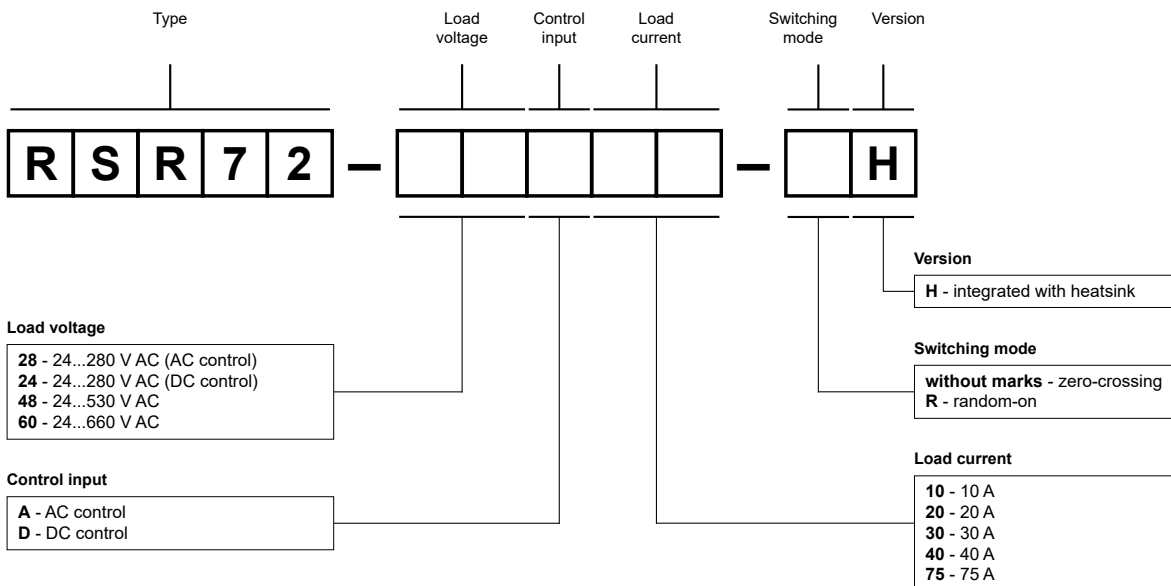 Type
Load
voltage
Control
input
Load
current
Switching
mode
Version
R S R 7 2 – – H
Version
H - integrated with heatsink
Load voltage
28 - 24...280 V AC (AC control)
24 - 24...280 V AC (DC control)
48 - 24...530 V AC
60 - 24...660 V AC
Switching mode
without marks - zero-crossing
R - random-on
Control input
A - AC control
D - DC control
Load current
10 - 10 A
20 - 20 A
30 - 30 A
40 - 40 A
75 - 75 A